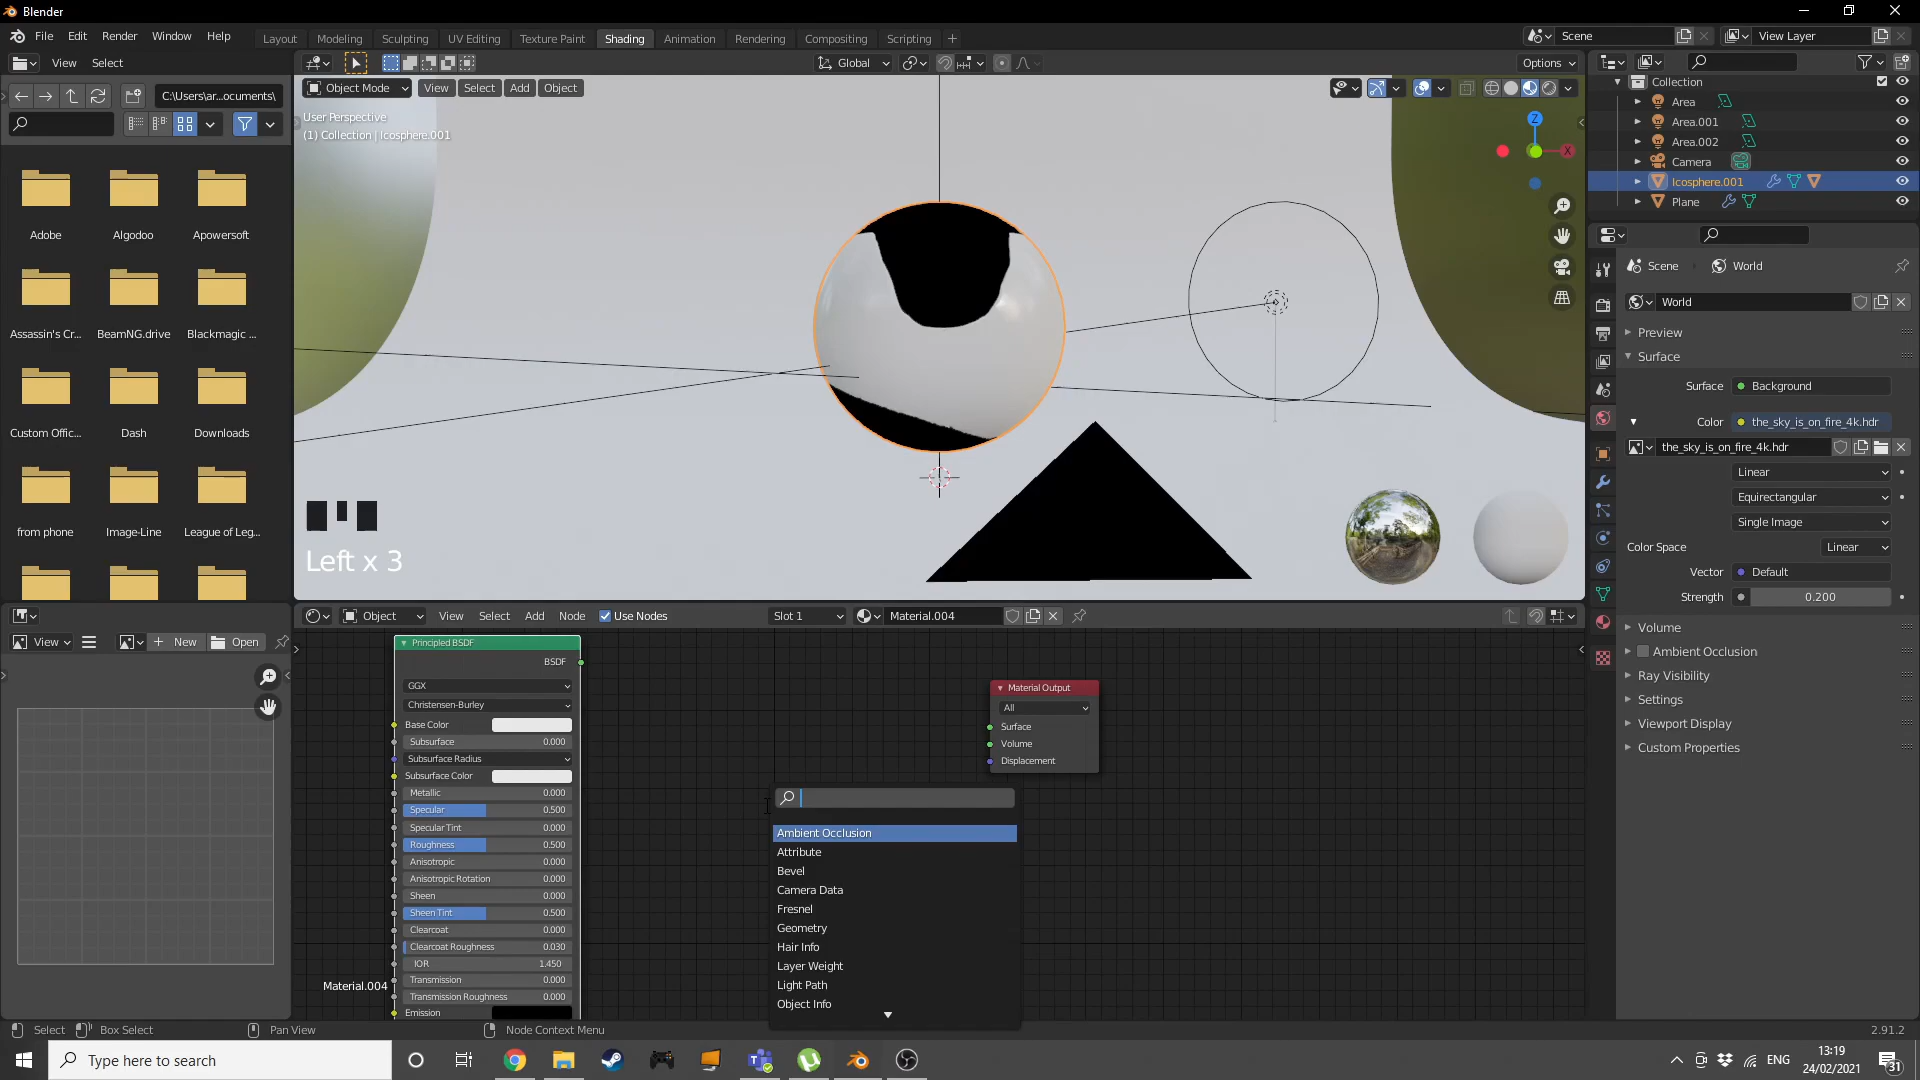 Blender
File Edit Render Window Help
Layout Modeling Sculpting UV Editing Texture Paint Shading Animation Rendering Compositing Scripting
Scene View Layer
View Select
Global Options
C:\Users\ar...ocuments\
Object Mode View Select Add Object
User Perspective
(1) Collection | Icosphere.001
Z
X
Collection
Area
Area.001
Area.002
Camera
Icosphere.001
Plane
Adobe Algodoo Apowersoft
Assassin's Cr... BeamNG.drive Blackmagic ...
Custom Offic... Dash Downloads
from phone Image-Line League of Leg...
Left x 3
Scene World
World
Preview
Surface
Surface Background
Color the_sky_is_on_fire_4k.hdr
the_sky_is_on_fire_4k.hdr
Linear
Equirectangular
Single Image
Color Space Linear
Vector Default
Strength 0.200
Volume
Ambient Occlusion
Ray Visibility
Settings
Viewport Display
Custom Properties
View New Open
Object View Select Add Node Use Nodes Slot 1 Material.004
Principled BSDF
BSDF
GGX
Christensen-Burley
Base Color
Subsurface 0.000
Subsurface Radius
Subsurface Color
Metallic 0.000
Specular 0.500
Specular Tint 0.000
Roughness 0.500
Anisotropic 0.000
Anisotropic Rotation 0.000
Sheen 0.000
Sheen Tint 0.500
Clearcoat 0.000
Clearcoat Roughness 0.030
IOR 1.450
Transmission 0.000
Transmission Roughness 0.000
Emission
Material.004
Material Output
All
Surface
Volume
Displacement
Ambient Occlusion
Attribute
Bevel
Camera Data
Fresnel
Geometry
Hair Info
Layer Weight
Light Path
Object Info
Select Box Select Pan View Node Context Menu 2.91.2
Type here to search
ENG
13:19
24/02/2021
31